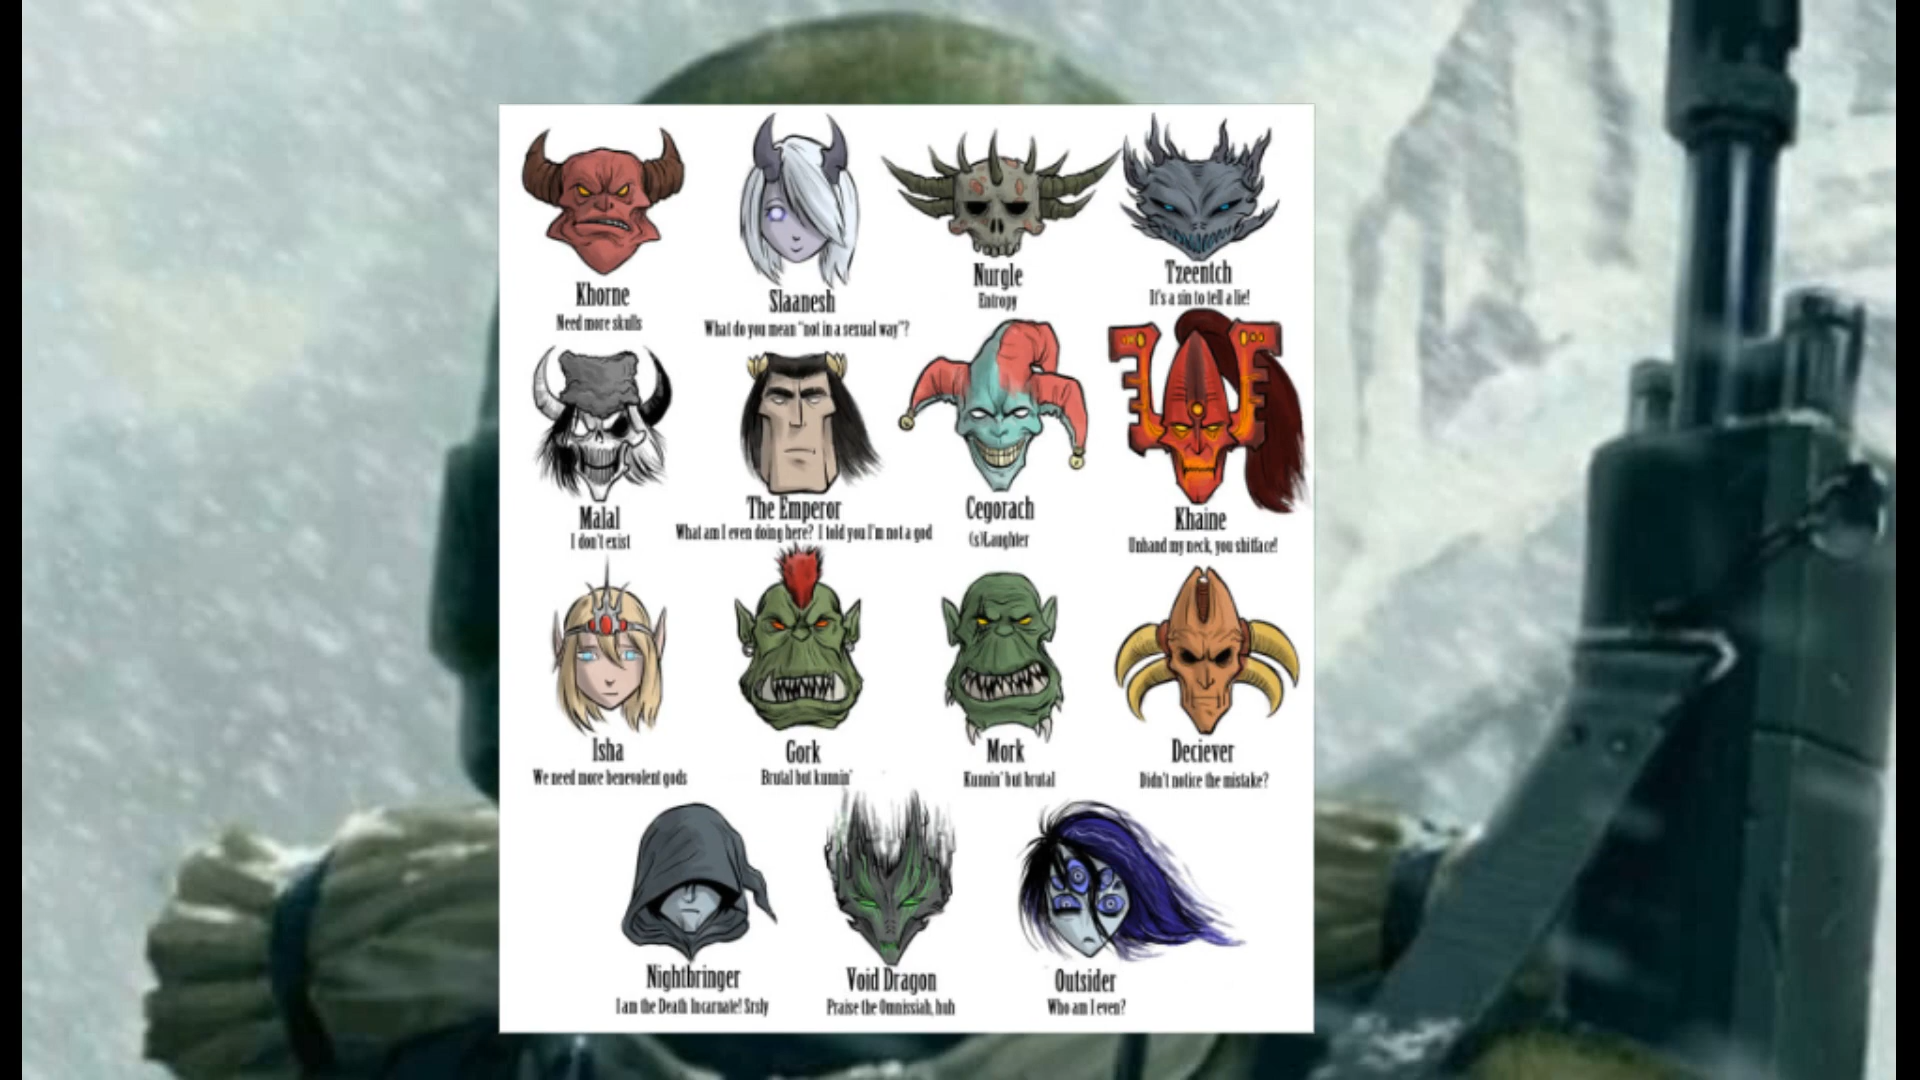 Khorne
Need more skulls
Slaanesh
What do you mean "not in a sexual way"?
Nurgle
Entropy
Tzeentch
It's a sin to tell a lie!
Malal
I don't exist
The Emperor
What am I even doing here? I told you I'm not a god
Cegorach
(s)Laughter
Khaine
Unhand my neck, you shitface!
Isha
We need more benevolent gods
Gork
Brutal but kunnin'
Mork
Kunnin' but brutal
Deciever
Didn't notice the mistake?
Nightbringer
I am the Death Incarnate! Srsly
Void Dragon
Praise the Omnissiah, huh
Outsider
Who am I even?